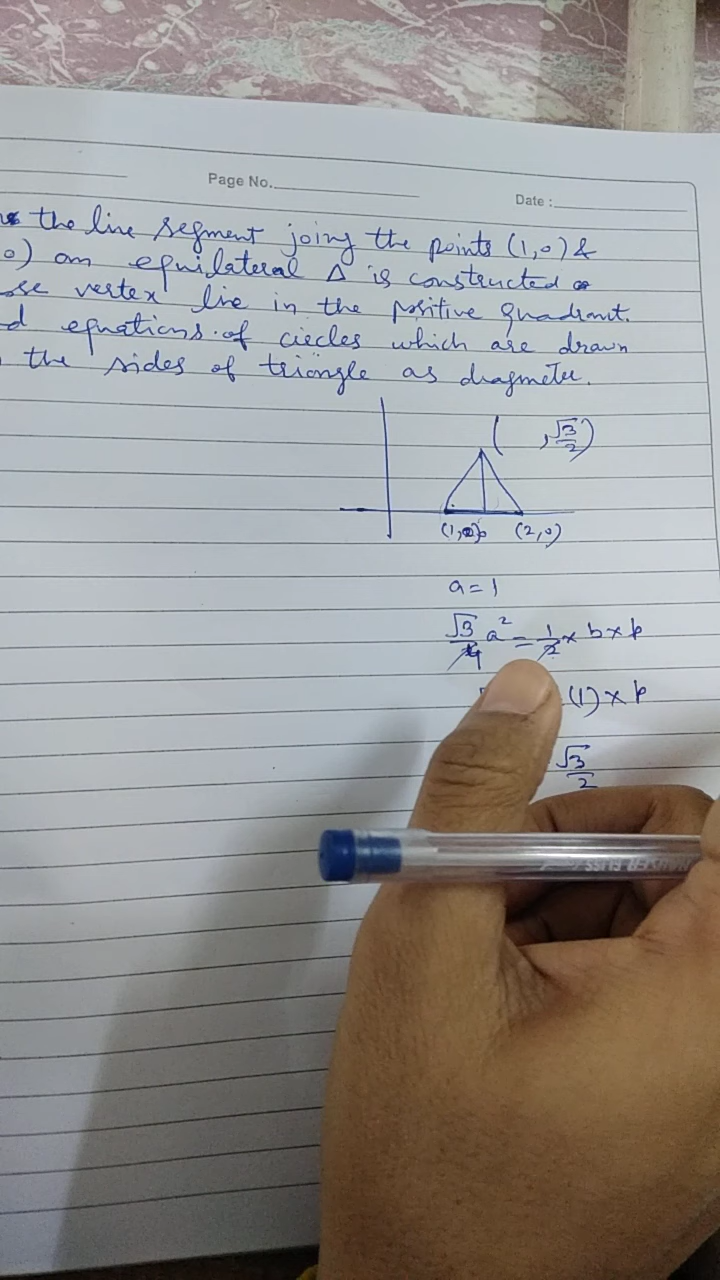 Page No.
Date :
the line segment joing the points (1,0) &
0) an equilateral Δ is constructed
ose vertex lie in the positive quadrant.
d equations of ciecles which are drawn
the sides of triangle as diagmeter.
( , √3/2)
(1,0) (2,0)
a = 1
√3/4 a² = 1/2 × b × p
(1) × p
√3/2